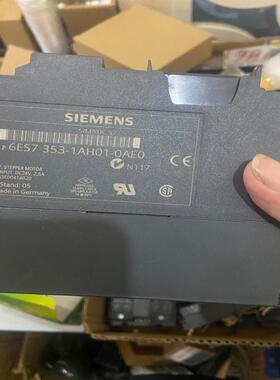 SIEMENS
SIMATIC S7
6ES7 353-1AH01-0AE0
N117
F. STEPPER MOTOR
INPUT: DC24V, 2,5A
Stand: 05
Made in Germany